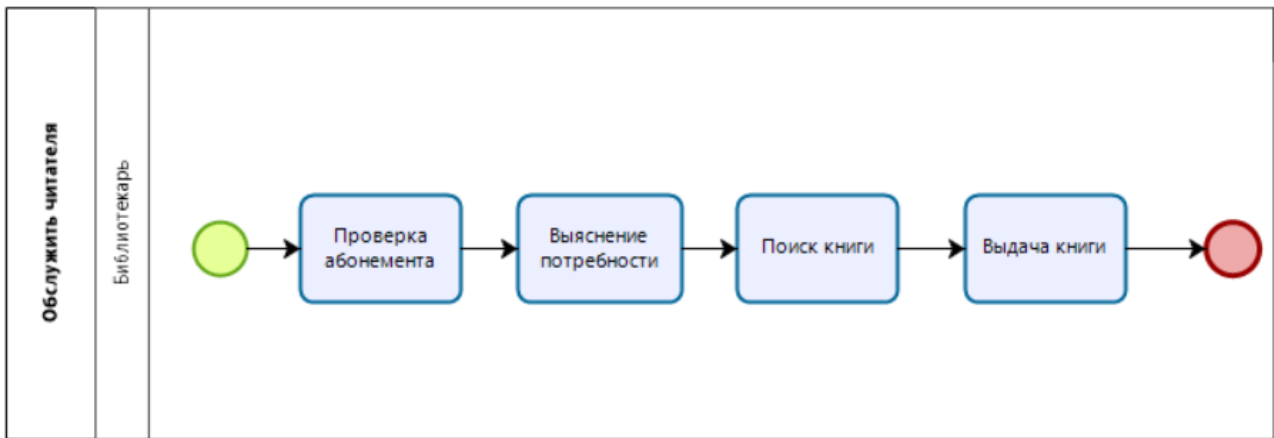 Обслужить читателя
Библиотекарь
Проверка
абонемента
Выяснение
потребности
Поиск книги
Выдача книги